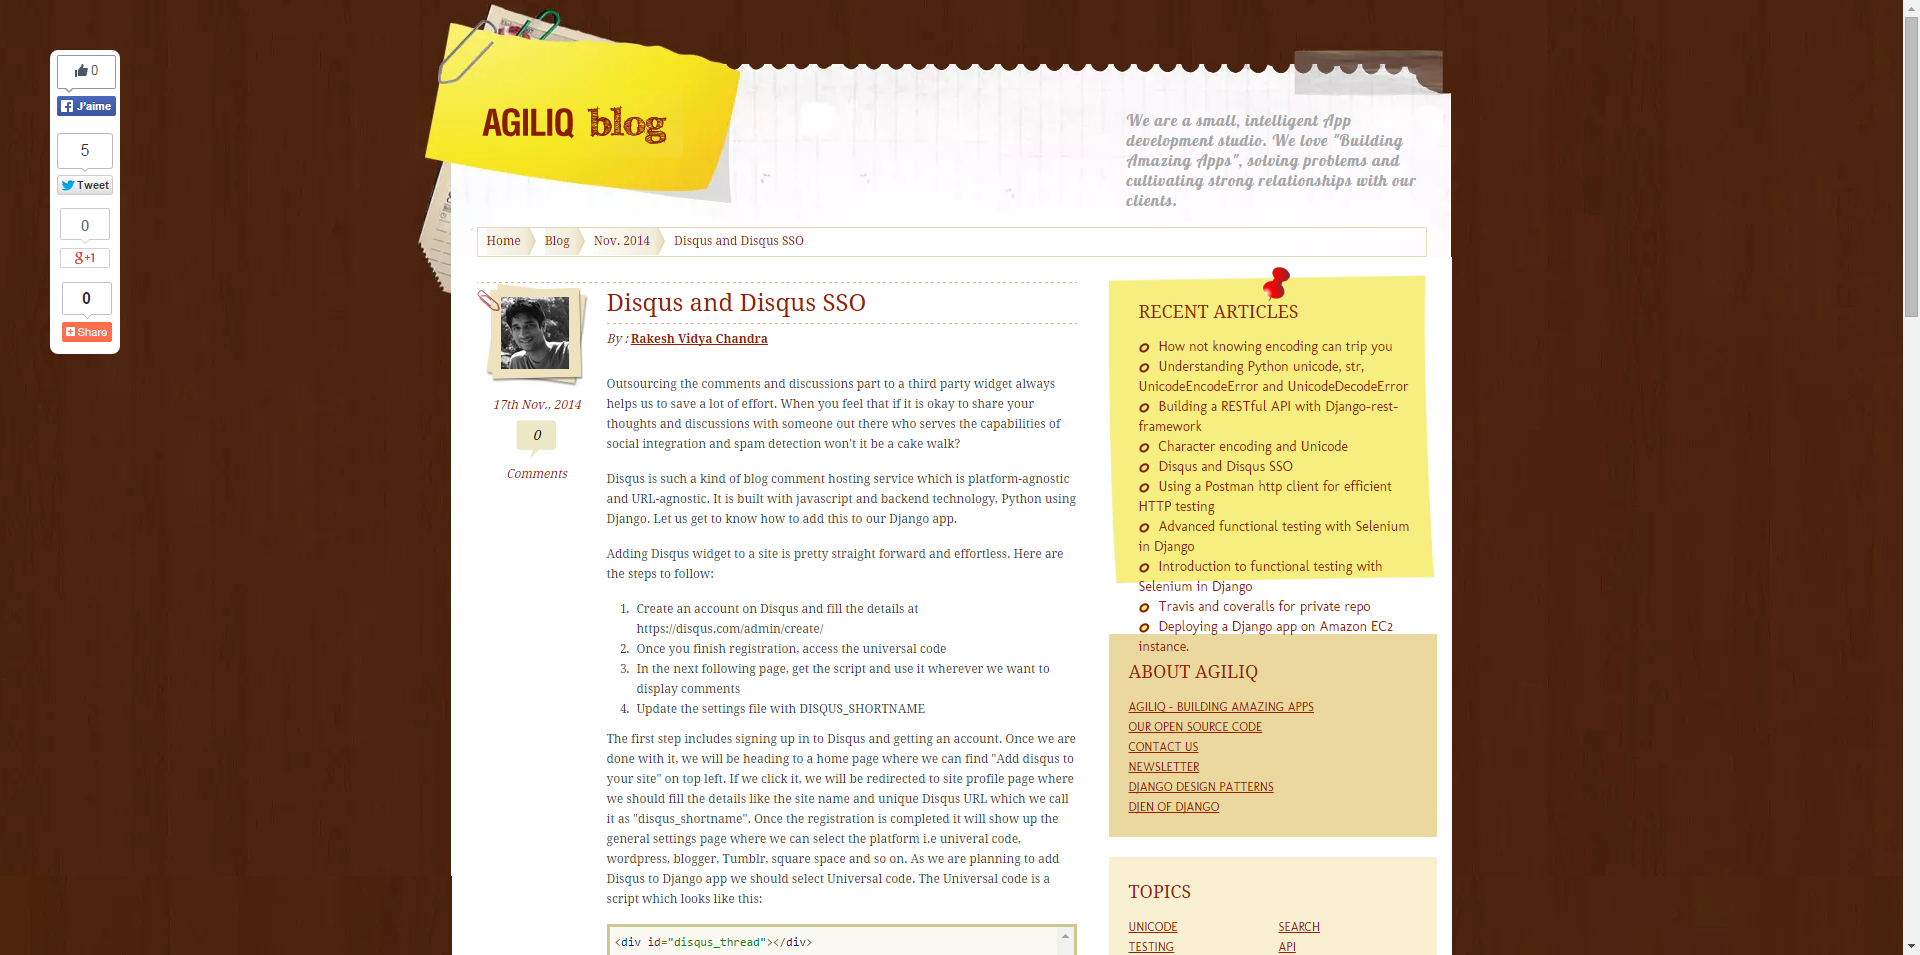 0
J'aime
5
Tweet
0
g+1
0
Share
AGILIQ blog
We are a small, intelligent App
development studio. We love "Building
Amazing Apps", solving problems and
cultivating strong relationships with our
clients.
Home Blog Nov. 2014 Disqus and Disqus SSO
Disqus and Disqus SSO
By : Rakesh Vidya Chandra
17th Nov., 2014
0
Comments
Outsourcing the comments and discussions part to a third party widget always
helps us to save a lot of effort. When you feel that if it is okay to share your
thoughts and discussions with someone out there who serves the capabilities of
social integration and spam detection won't it be a cake walk?
Disqus is such a kind of blog comment hosting service which is platform-agnostic
and URL-agnostic. It is built with javascript and backend technology, Python using
Django. Let us get to know how to add this to our Django app.
Adding Disqus widget to a site is pretty straight forward and effortless. Here are
the steps to follow:
1. Create an account on Disqus and fill the details at
https://disqus.com/admin/create/
2. Once you finish registration, access the universal code
3. In the next following page, get the script and use it wherever we want to
display comments
4. Update the settings file with DISQUS_SHORTNAME
The first step includes signing up in to Disqus and getting an account. Once we are
done with it, we will be heading to a home page where we can find "Add disqus to
your site" on top left. If we click it, we will be redirected to site profile page where
we should fill the details like the site name and unique Disqus URL which we call
it as "disqus_shortname". Once the registration is completed it will show up the
general settings page where we can select the platform i.e univeral code,
wordpress, blogger, Tumblr, square space and so on. As we are planning to add
Disqus to Django app we should select Universal code. The Universal code is a
script which looks like this:
<div id="disqus_thread"></div>
RECENT ARTICLES
How not knowing encoding can trip you
Understanding Python unicode, str,
UnicodeEncodeError and UnicodeDecodeError
Building a RESTful API with Django-rest-
framework
Character encoding and Unicode
Disqus and Disqus SSO
Using a Postman http client for efficient
HTTP testing
Advanced functional testing with Selenium
in Django
Introduction to functional testing with
Selenium in Django
Travis and coveralls for private repo
Deploying a Django app on Amazon EC2
instance.
ABOUT AGILIQ
AGILIQ - BUILDING AMAZING APPS
OUR OPEN SOURCE CODE
CONTACT US
NEWSLETTER
DJANGO DESIGN PATTERNS
DJEN OF DJANGO
TOPICS
UNICODE SEARCH
TESTING API